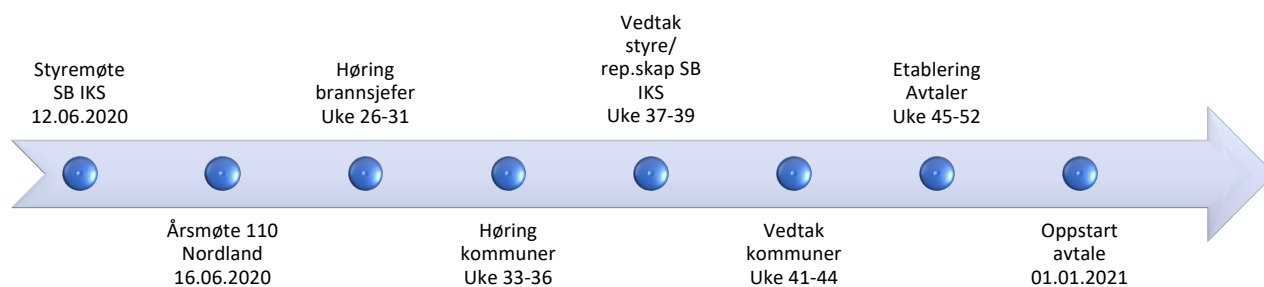 Styremøte
SB IKS
12.06.2020
Årsmøte 110
Nordland
16.06.2020
Høring
brannsjefer
Uke 26-31
Høring
kommuner
Uke 33-36
Vedtak
styre/
rep.skap SB
IKS
Uke 37-39
Vedtak
kommuner
Uke 41-44
Etablering
Avtaler
Uke 45-52
Oppstart
avtale
01.01.2021